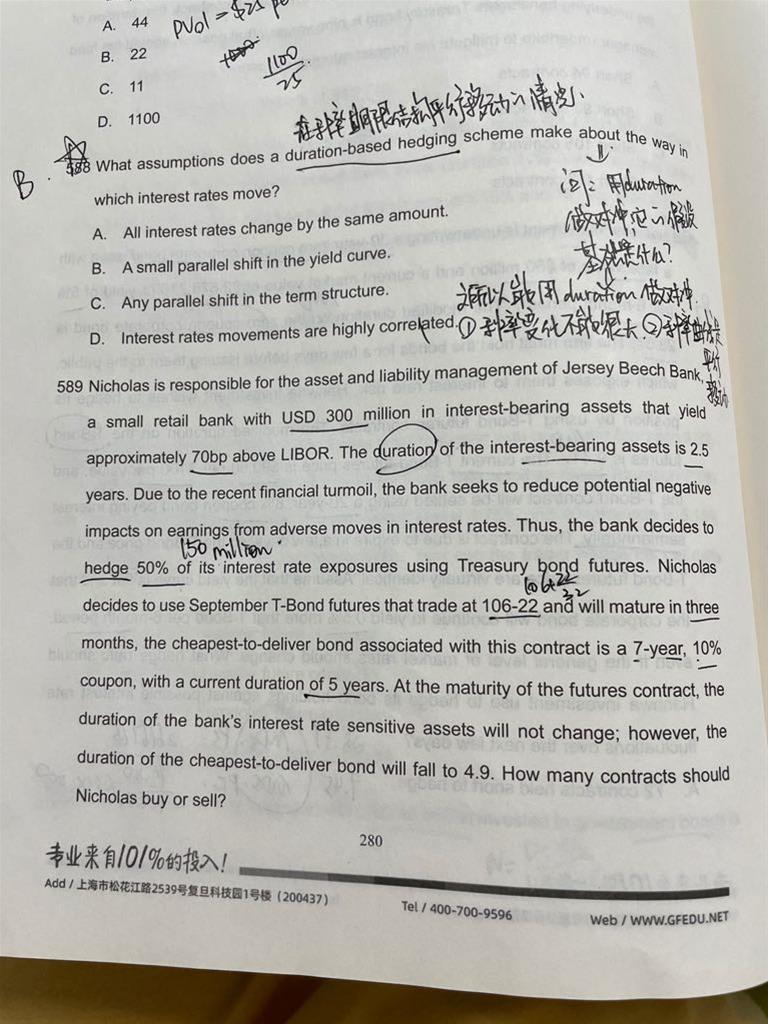 A. 44
PVol = $25 pe
B. 22
1100
25
C. 11
D. 1100
在利率期限结构平行移动的情况.
B. 588 What assumptions does a duration-based hedging scheme make about the way in
which interest rates move?
问: 用duration
A. All interest rates change by the same amount.
做对冲,它的假设
B. A small parallel shift in the yield curve.
基础是什么?
C. Any parallel shift in the term structure.
所以能用duration做对冲.
D. Interest rates movements are highly correlated.
① 利率变化不能很大. ② 利率曲线是
平行
移动
589 Nicholas is responsible for the asset and liability management of Jersey Beech Bank,
a small retail bank with USD 300 million in interest-bearing assets that yield
approximately 70bp above LIBOR. The duration of the interest-bearing assets is 2.5
years. Due to the recent financial turmoil, the bank seeks to reduce potential negative
impacts on earnings from adverse moves in interest rates. Thus, the bank decides to
150 million.
hedge 50% of its interest rate exposures using Treasury bond futures. Nicholas
106+22
32
decides to use September T-Bond futures that trade at 106-22 and will mature in three
months, the cheapest-to-deliver bond associated with this contract is a 7-year, 10%
coupon, with a current duration of 5 years. At the maturity of the futures contract, the
duration of the bank's interest rate sensitive assets will not change; however, the
duration of the cheapest-to-deliver bond will fall to 4.9. How many contracts should
Nicholas buy or sell?
280
专业来自101%的投入!
Add / 上海市松花江路2539号复旦科技园1号楼 (200437)
Tel / 400-700-9596
Web / WWW.GFEDU.NET